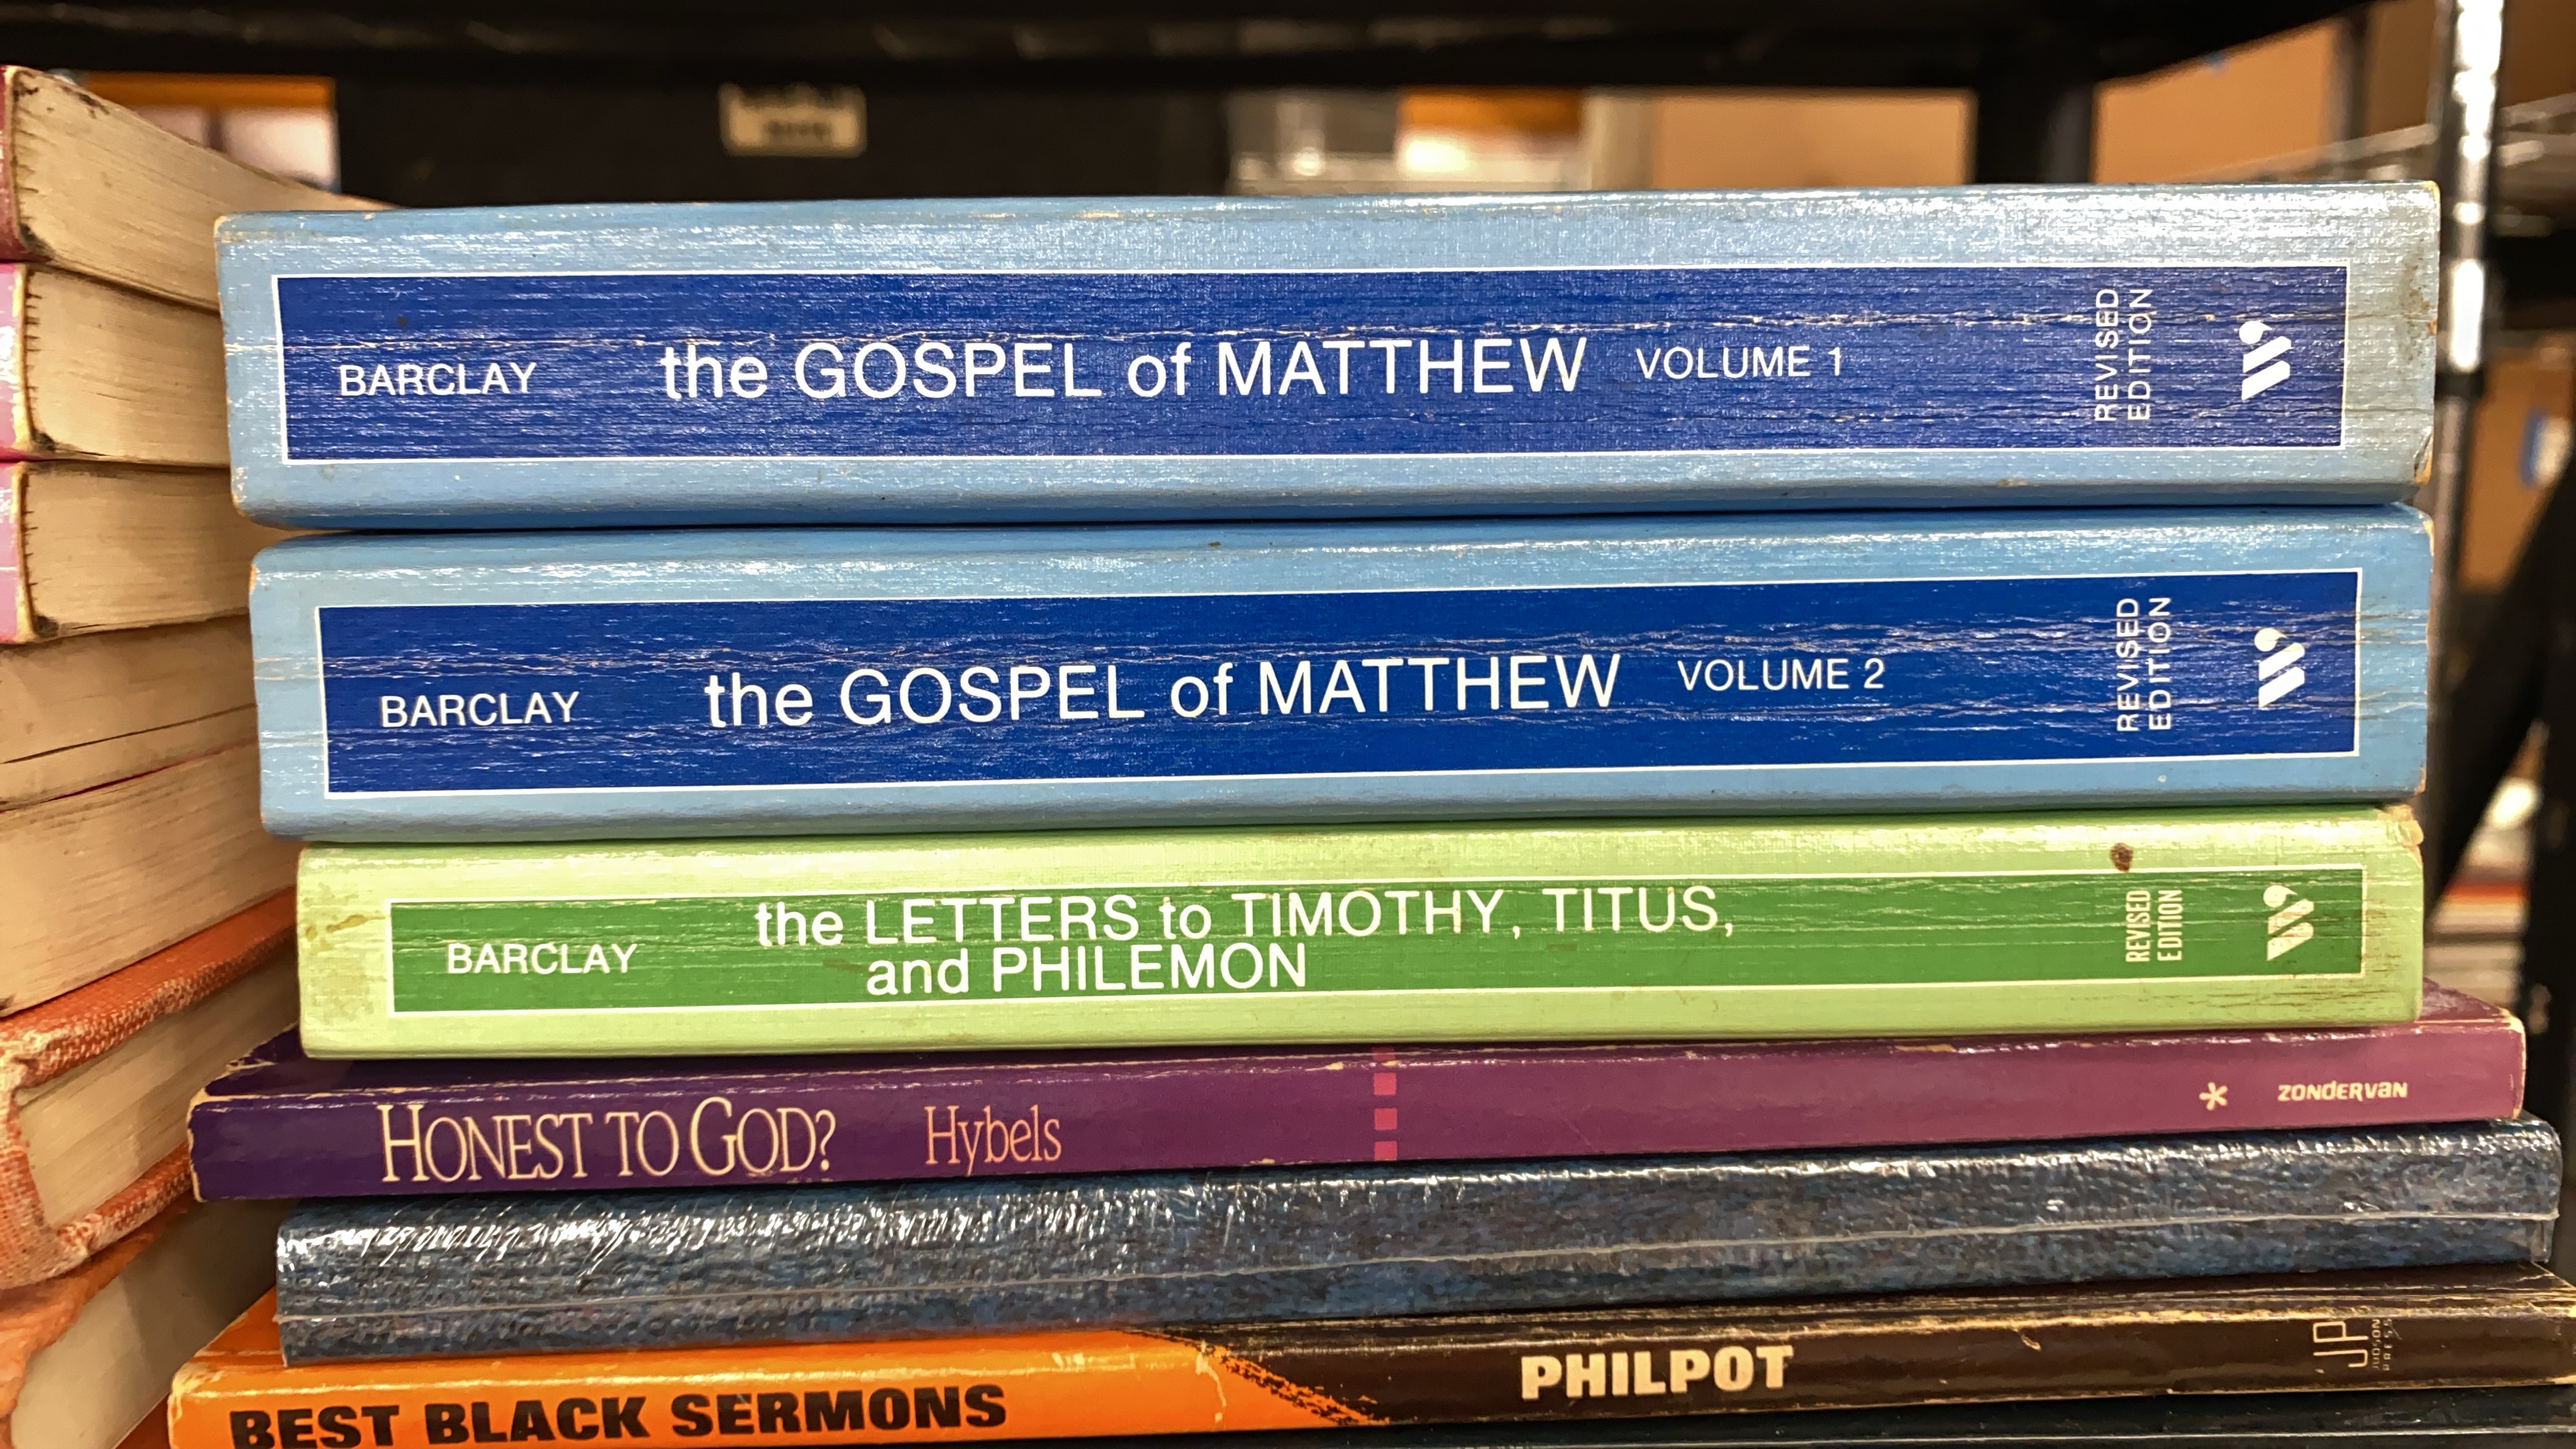 BARCLAY the GOSPEL of MATTHEW VOLUME 1 REVISED EDITION
BARCLAY the GOSPEL of MATTHEW VOLUME 2 REVISED EDITION
BARCLAY the LETTERS to TIMOTHY, TITUS,
and PHILEMON REVISED EDITION
HONEST TO GOD? Hybels * ZONDERVAN
BEST BLACK SERMONS PHILPOT JP JUDSON PRESS